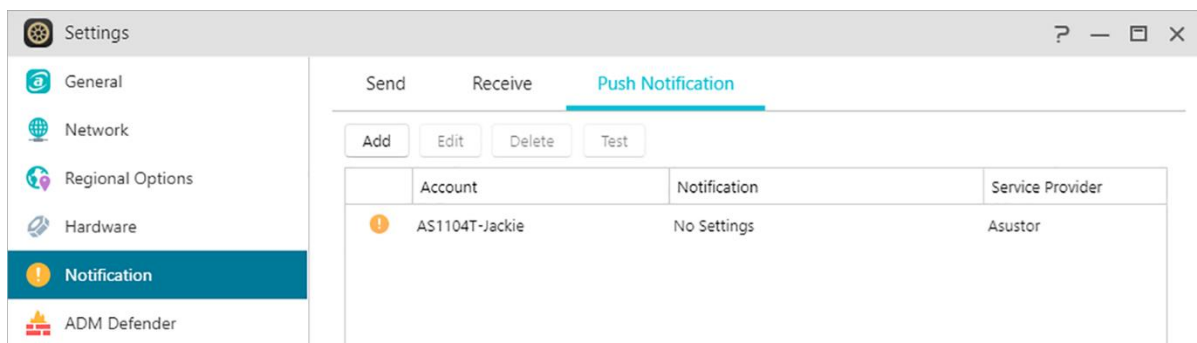 Settings
General
Network
Regional Options
Hardware
Notification
ADM Defender
Send Receive Push Notification
Add Edit Delete Test
Account Notification Service Provider
AS1104T-Jackie No Settings Asustor